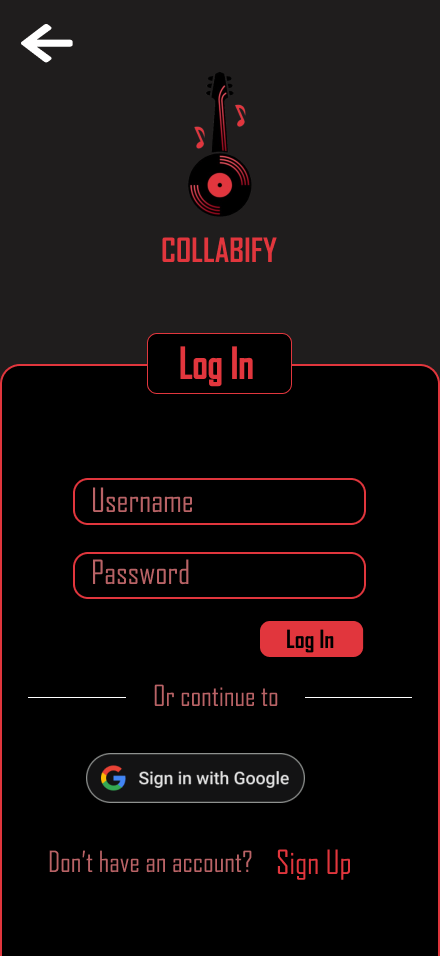 COLLABIFY
Log In
Username
Password
Log In
Or continue to
Sign in with Google
Don't have an account? Sign Up